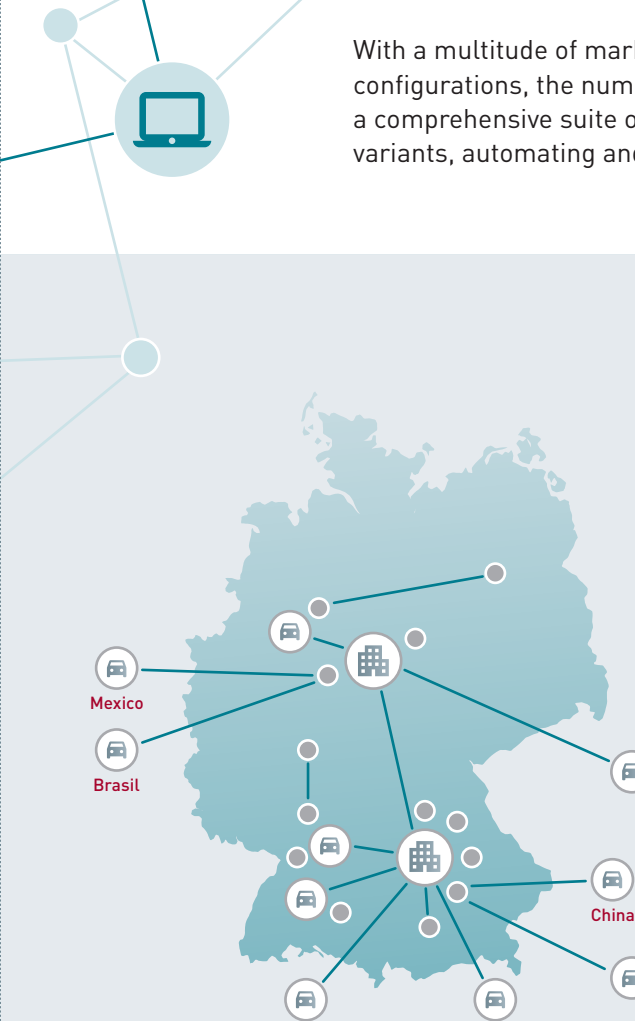 With a multitude of mar
configurations, the num
a comprehensive suite o
variants, automating an
Mexico
Brasil
China